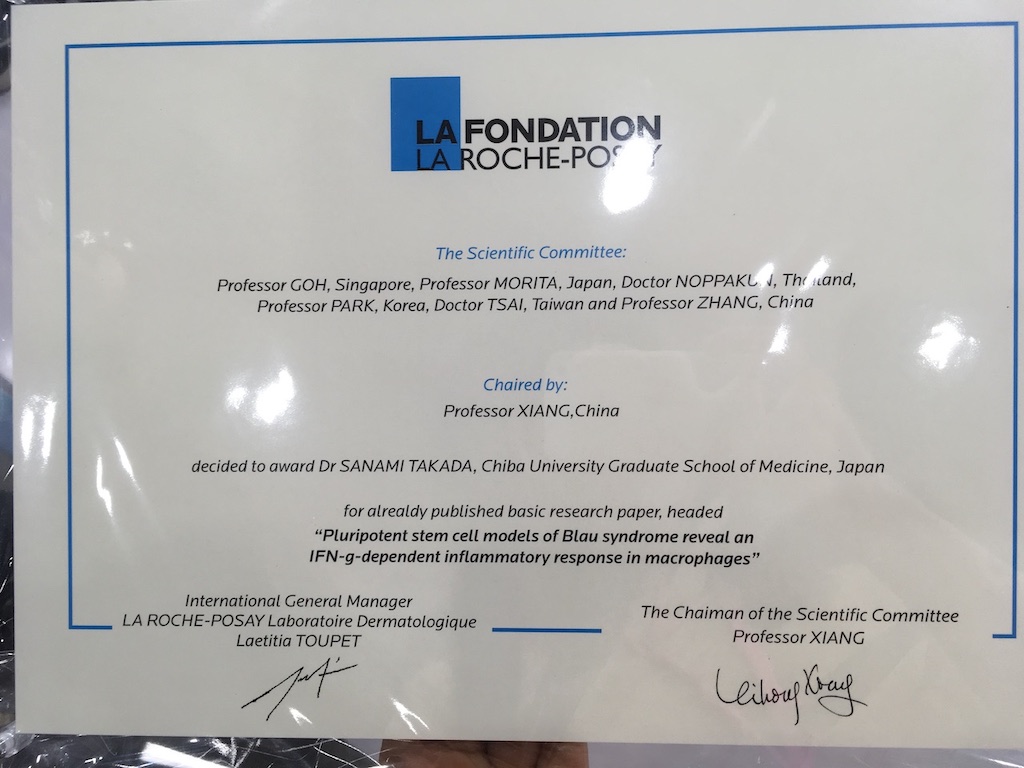 LA FONDATION
LA ROCHE-POSAY
The Scientific Committee:
Professor GOH, Singapore, Professor MORITA, Japan, Doctor NOPPAKUN, Thailand,
Professor PARK, Korea, Doctor TSAI, Taiwan and Professor ZHANG, China
Chaired by:
Professor XIANG,China
decided to award Dr SANAMI TAKADA, Chiba University Graduate School of Medicine, Japan
for alrealdy published basic research paper, headed
“Pluripotent stem cell models of Blau syndrome reveal an
IFN-g-dependent inflammatory response in macrophages”
International General Manager
LA ROCHE-POSAY Laboratoire Dermatologique
Laetitia TOUPET
The Chaiman of the Scientific Committee
Professor XIANG